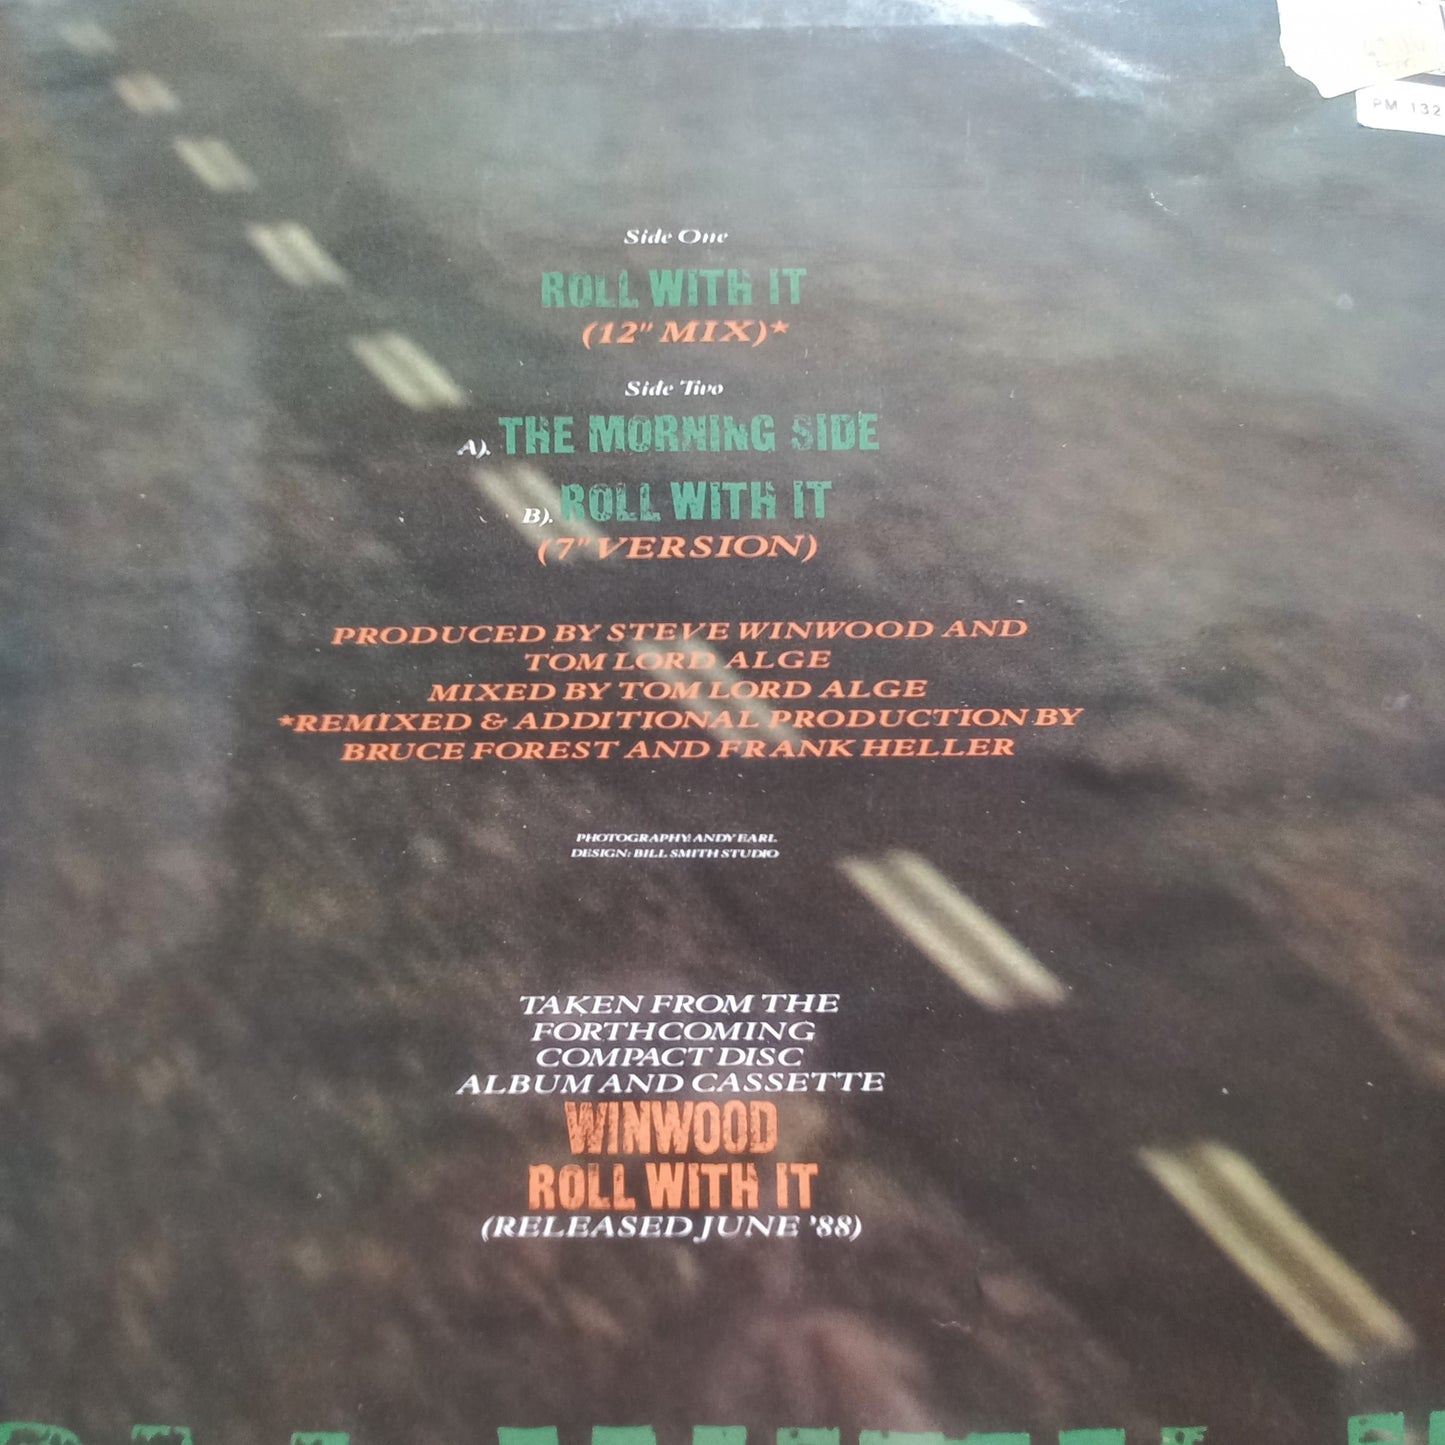 PM 132
Side One
ROLL WITH IT
(12" MIX)*
Side Two
A). THE MORNING SIDE
B). ROLL WITH IT
(7" VERSION)
PRODUCED BY STEVE WINWOOD AND
TOM LORD ALGE
MIXED BY TOM LORD ALGE
*REMIXED & ADDITIONAL PRODUCTION BY
BRUCE FOREST AND FRANK HELLER
PHOTOGRAPHY: ANDY EARL
DESIGN: BILL SMITH STUDIO
TAKEN FROM THE
FORTHCOMING
COMPACT DISC
ALBUM AND CASSETTE
WINWOOD
ROLL WITH IT
(RELEASED JUNE '88)